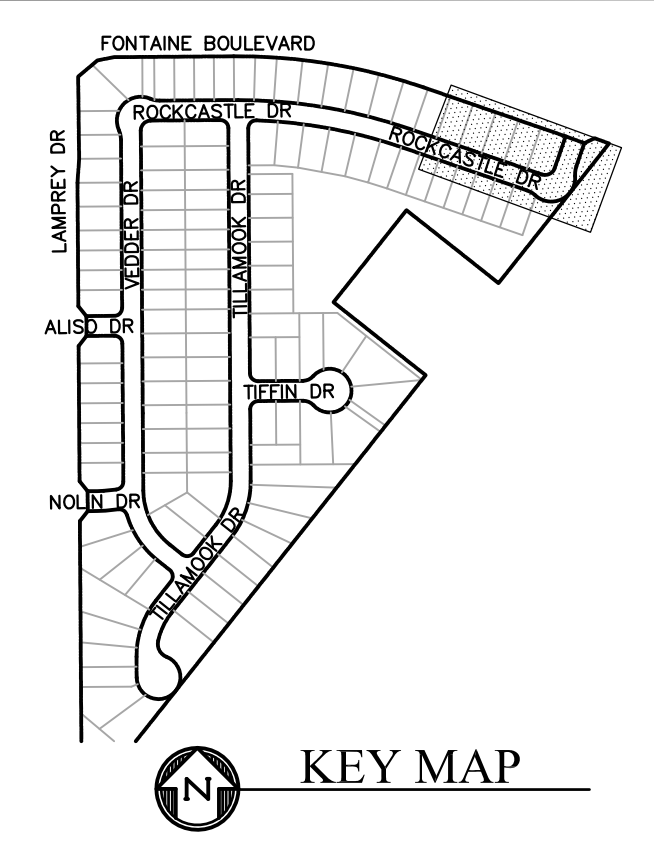 FONTAINE BOULEVARD
ROCKCASTLE DR
ROCKCASTLE DR
LAMPREY DR
VEDDER DR
TILLAMOOK DR
ALISO DR
TIFFIN DR
NOLIN DR
TILLAMOOK DR
KEY MAP
N